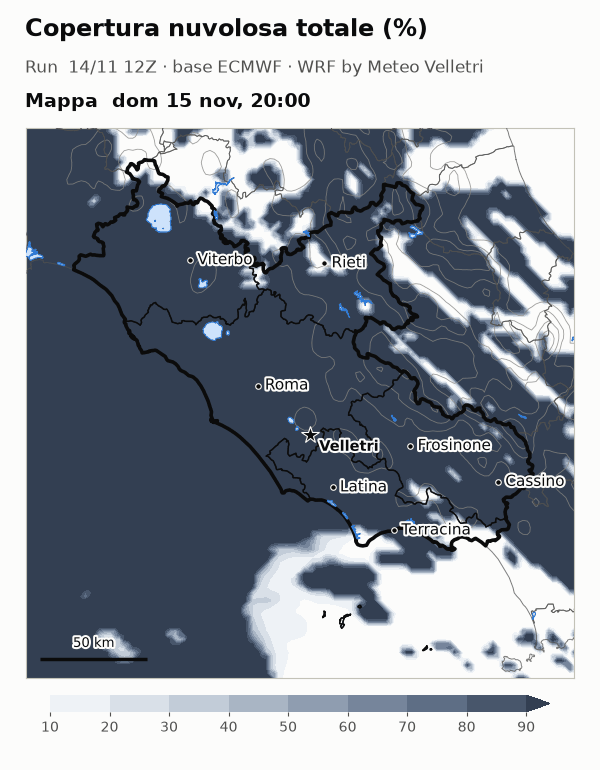 Copertura nuvolosa totale (%)
Run 14/11 12Z · base ECMWF · WRF by Meteo Velletri
Mappa dom 15 nov, 20:00
Viterbo
Rieti
Roma
Velletri
Frosinone
Cassino
Latina
Terracina
50 km
10 20 30 40 50 60 70 80 90